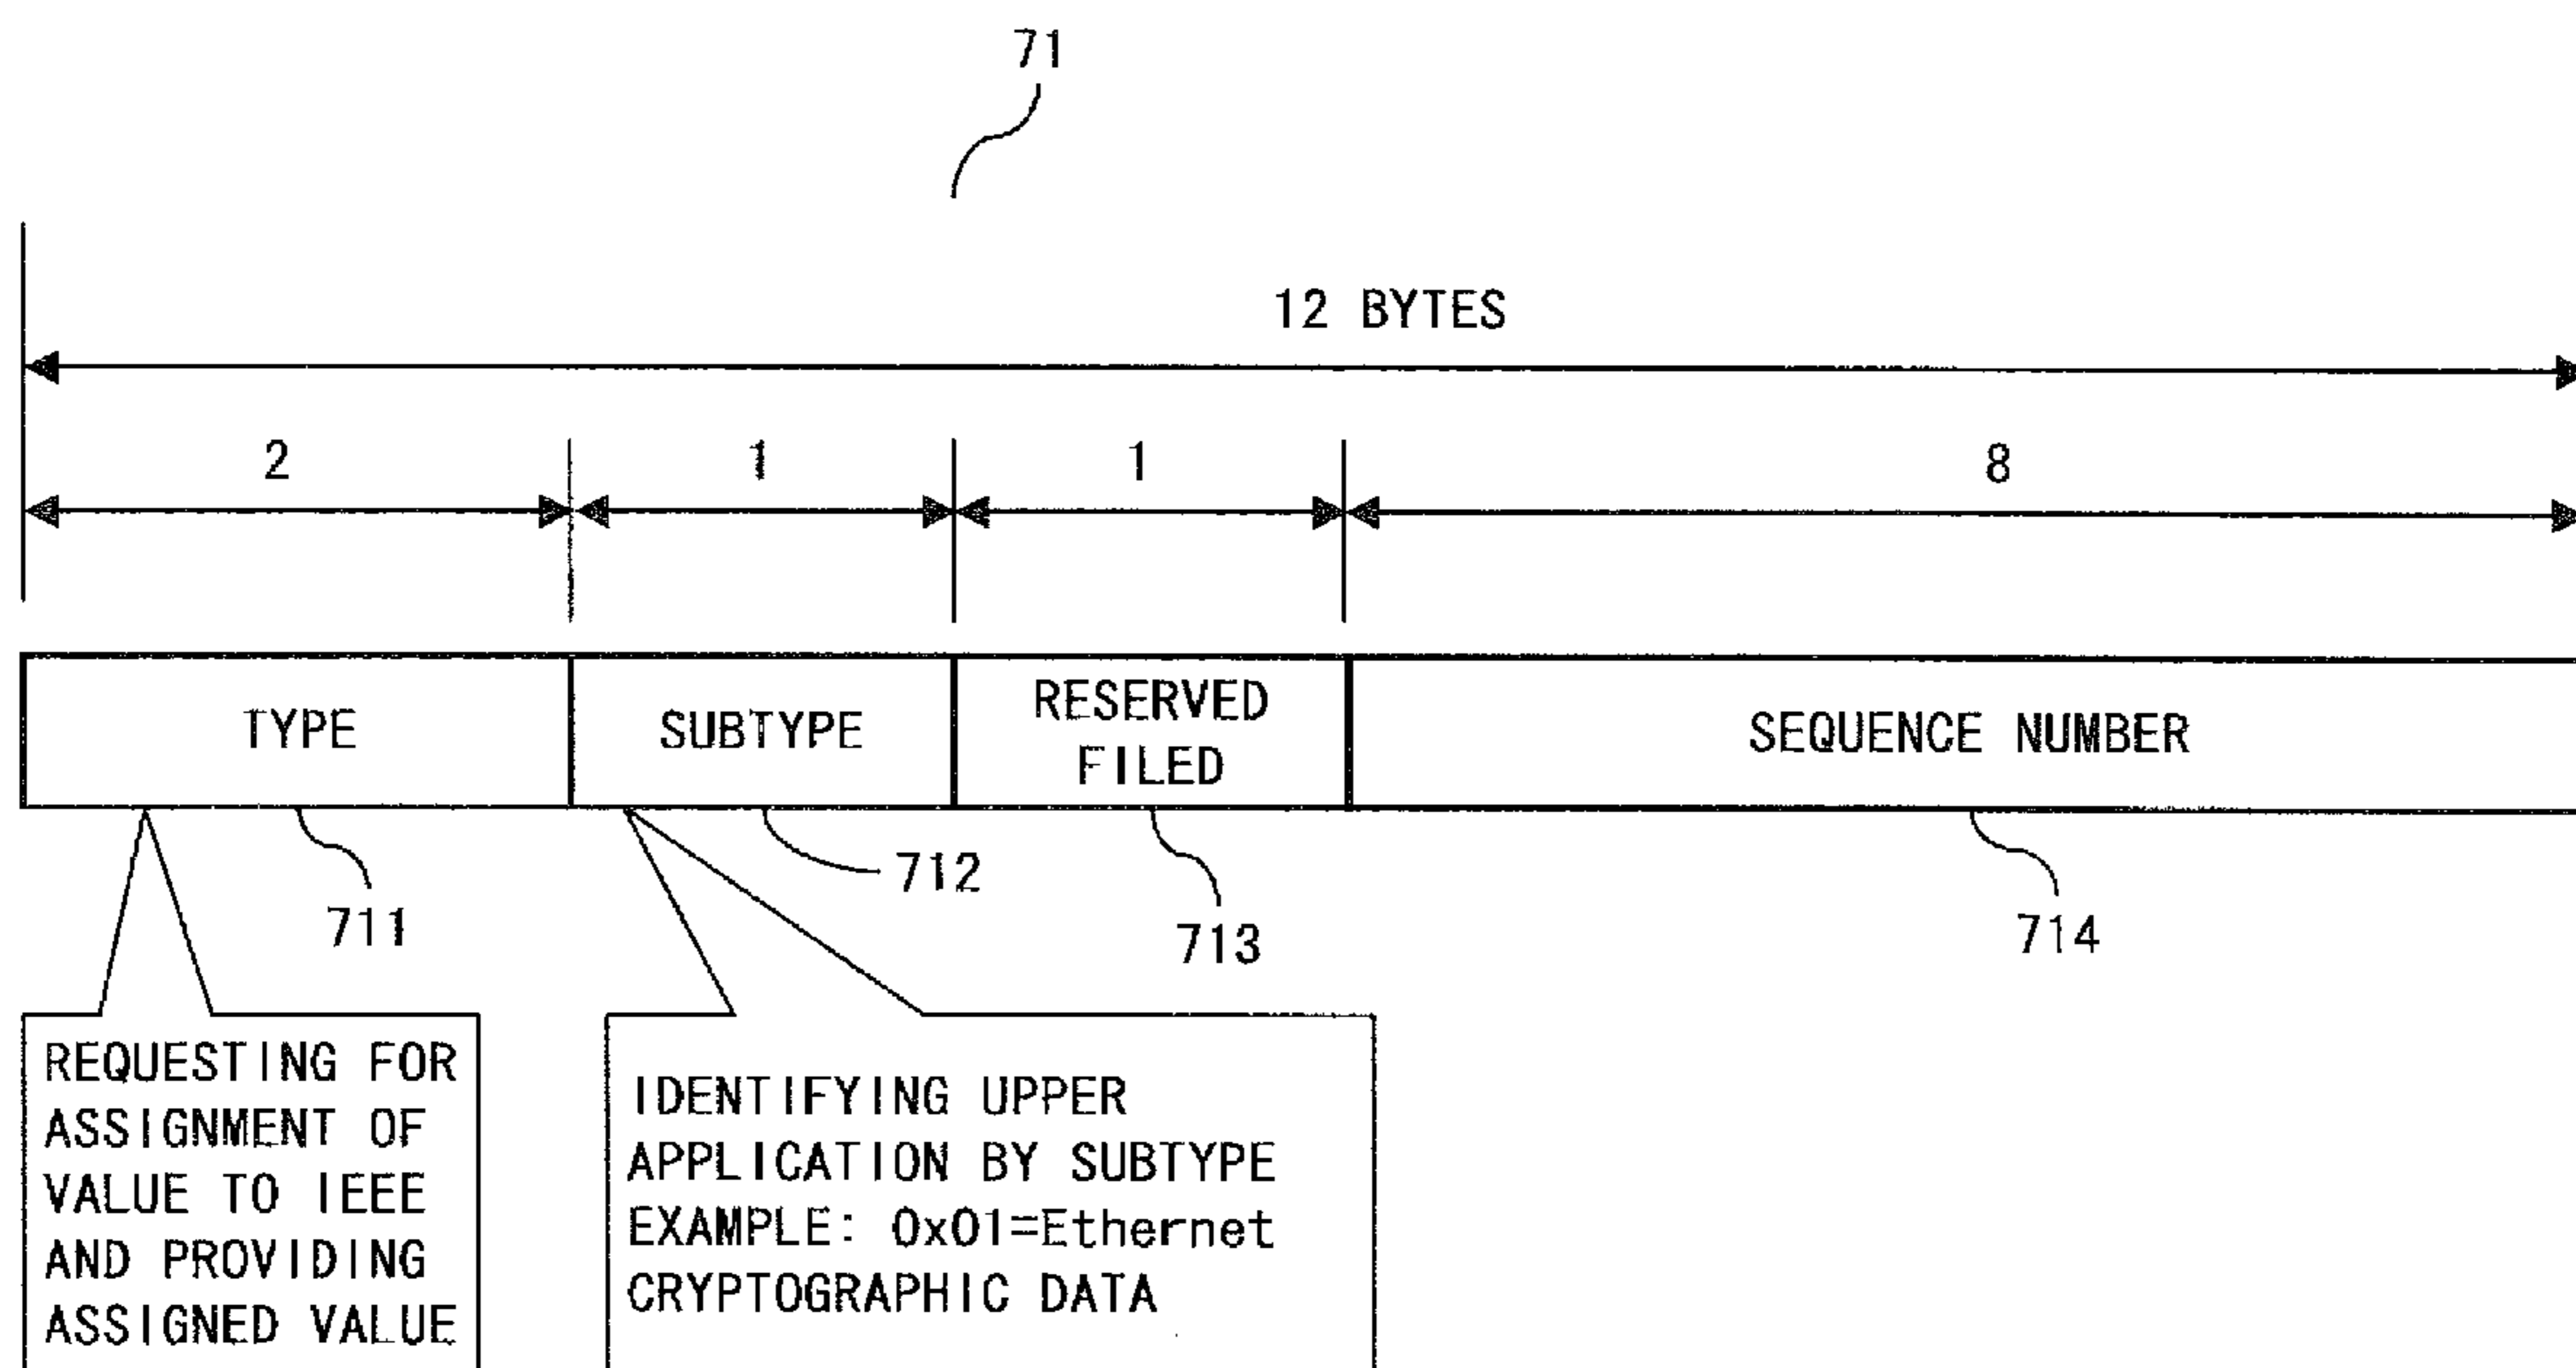 71
12 BYTES
2
1
1
8
TYPE
SUBTYPE
RESERVED
FILED
SEQUENCE NUMBER
711
712
713
714
REQUESTING FOR
ASSIGNMENT OF
VALUE TO IEEE
AND PROVIDING
ASSIGNED VALUE
IDENTIFYING UPPER
APPLICATION BY SUBTYPE
EXAMPLE: 0x01=Ethernet
CRYPTOGRAPHIC DATA